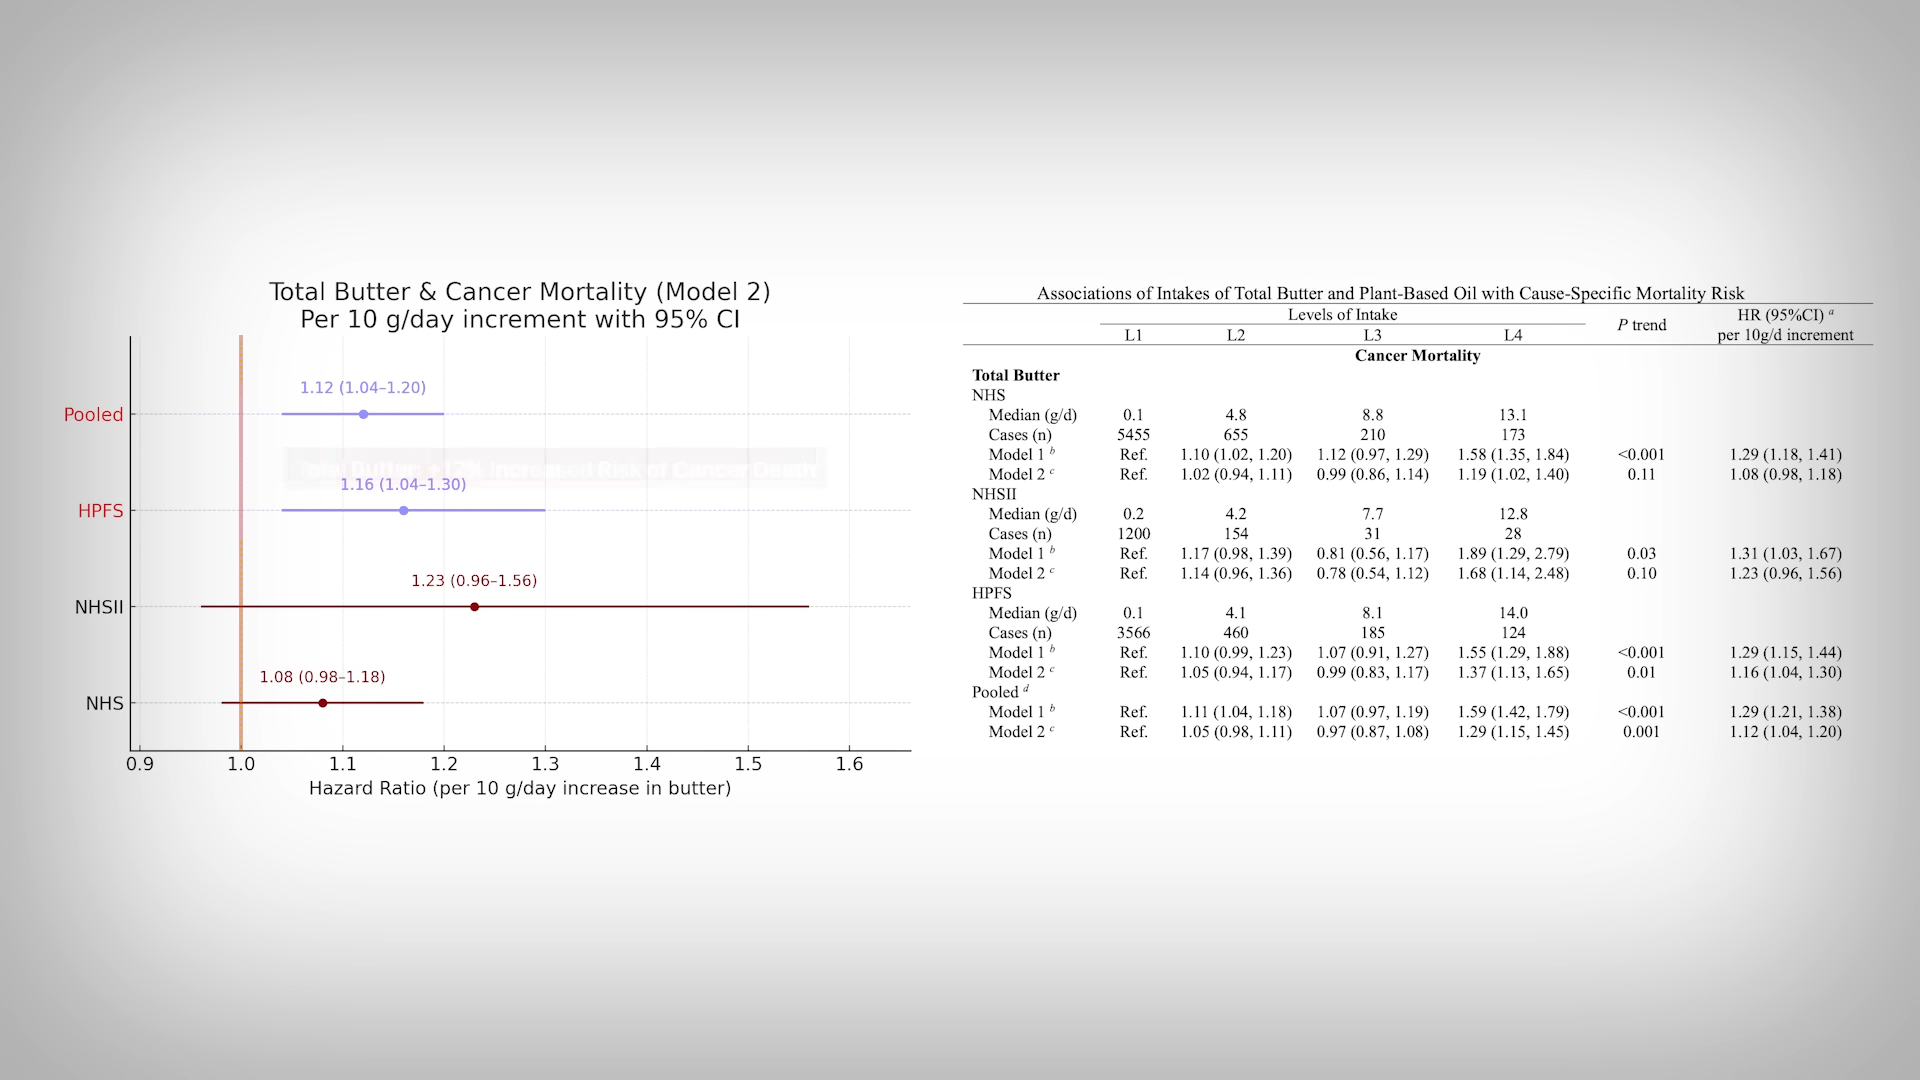 Total Butter & Cancer Mortality (Model 2)
Per 10 g/day increment with 95% CI
Pooled
1.12 (1.04–1.20)
Total Butter: +12% Increased Risk of Cancer Death
HPFS
1.16 (1.04–1.30)
NHSII
1.23 (0.96–1.56)
NHS
1.08 (0.98–1.18)
0.9 1.0 1.1 1.2 1.3 1.4 1.5 1.6
Hazard Ratio (per 10 g/day increase in butter)
Associations of Intakes of Total Butter and Plant-Based Oil with Cause-Specific Mortality Risk
Levels of Intake
P trend
HR (95%CI) a
per 10g/d increment
L1 L2 L3 L4
Cancer Mortality
Total Butter
NHS
Median (g/d) 0.1 4.8 8.8 13.1
Cases (n) 5455 655 210 173
Model 1 b Ref. 1.10 (1.02, 1.20) 1.12 (0.97, 1.29) 1.58 (1.35, 1.84) <0.001 1.29 (1.18, 1.41)
Model 2 c Ref. 1.02 (0.94, 1.11) 0.99 (0.86, 1.14) 1.19 (1.02, 1.40) 0.11 1.08 (0.98, 1.18)
NHSII
Median (g/d) 0.2 4.2 7.7 12.8
Cases (n) 1200 154 31 28
Model 1 b Ref. 1.17 (0.98, 1.39) 0.81 (0.56, 1.17) 1.89 (1.29, 2.79) 0.03 1.31 (1.03, 1.67)
Model 2 c Ref. 1.14 (0.96, 1.36) 0.78 (0.54, 1.12) 1.68 (1.14, 2.48) 0.10 1.23 (0.96, 1.56)
HPFS
Median (g/d) 0.1 4.1 8.1 14.0
Cases (n) 3566 460 185 124
Model 1 b Ref. 1.10 (0.99, 1.23) 1.07 (0.91, 1.27) 1.55 (1.29, 1.88) <0.001 1.29 (1.15, 1.44)
Model 2 c Ref. 1.05 (0.94, 1.17) 0.99 (0.83, 1.17) 1.37 (1.13, 1.65) 0.01 1.16 (1.04, 1.30)
Pooled d
Model 1 b Ref. 1.11 (1.04, 1.18) 1.07 (0.97, 1.19) 1.59 (1.42, 1.79) <0.001 1.29 (1.21, 1.38)
Model 2 c Ref. 1.05 (0.98, 1.11) 0.97 (0.87, 1.08) 1.29 (1.15, 1.45) 0.001 1.12 (1.04, 1.20)